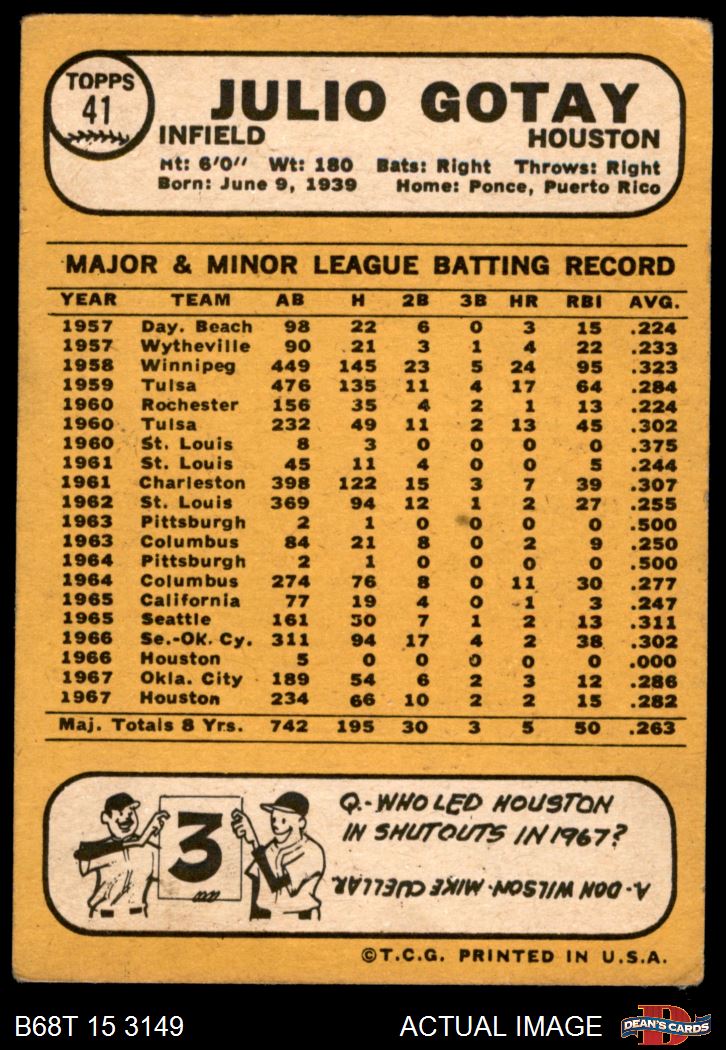 TOPPS
41
JULIO GOTAY
INFIELD HOUSTON
Ht: 6'0'' Wt: 180 Bats: Right Throws: Right
Born: June 9, 1939 Home: Ponce, Puerto Rico
MAJOR & MINOR LEAGUE BATTING RECORD
YEAR TEAM AB H 2B 3B HR RBI AVG.
1957 Day. Beach 98 22 6 0 3 15 .224
1957 Wytheville 90 21 3 1 4 22 .233
1958 Winnipeg 449 145 23 5 24 95 .323
1959 Tulsa 476 135 11 4 17 64 .284
1960 Rochester 156 35 4 2 1 13 .224
1960 Tulsa 232 49 11 2 13 45 .302
1960 St. Louis 8 3 0 0 0 0 .375
1961 St. Louis 45 11 4 0 0 5 .244
1961 Charleston 398 122 15 3 7 39 .307
1962 St. Louis 369 94 12 1 2 27 .255
1963 Pittsburgh 2 1 0 0 0 0 .500
1963 Columbus 84 21 8 0 2 9 .250
1964 Pittsburgh 2 1 0 0 0 0 .500
1964 Columbus 274 76 8 0 11 30 .277
1965 California 77 19 4 0 1 3 .247
1965 Seattle 161 50 7 1 2 13 .311
1966 Se.-OK. Cy. 311 94 17 4 2 38 .302
1966 Houston 5 0 0 0 0 0 .000
1967 Okla. City 189 54 6 2 3 12 .286
1967 Houston 234 66 10 2 2 15 .282
Maj. Totals 8 Yrs. 742 195 30 3 5 50 .263
3
Q.-WHO LED HOUSTON
IN SHUTOUTS IN 1967?
A.-DON WILSON-MIKE CUELLAR
©T.C.G. PRINTED IN U.S.A.
B68T 15 3149 ACTUAL IMAGE
D
DEAN'S CARDS